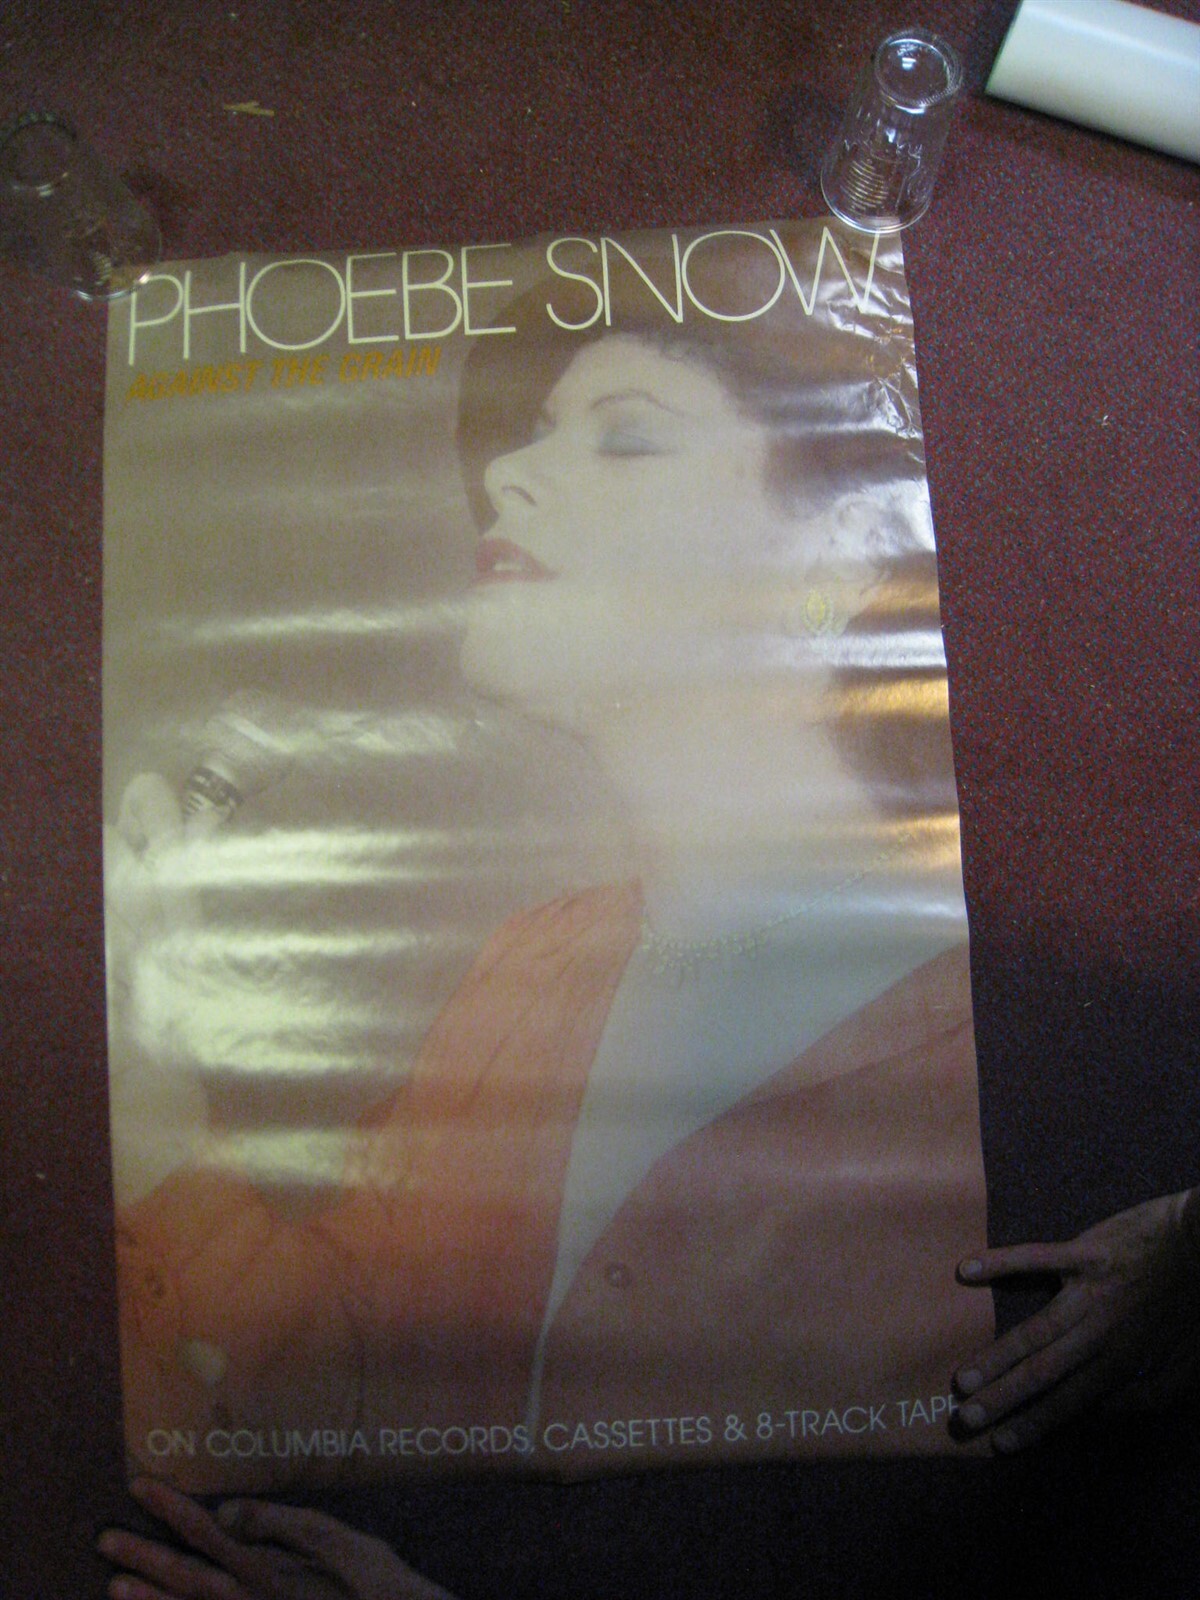 PHOEBE SNOW
AGAINST THE GRAIN
ON COLUMBIA RECORDS, CASSETTES & 8-TRACK TAPE